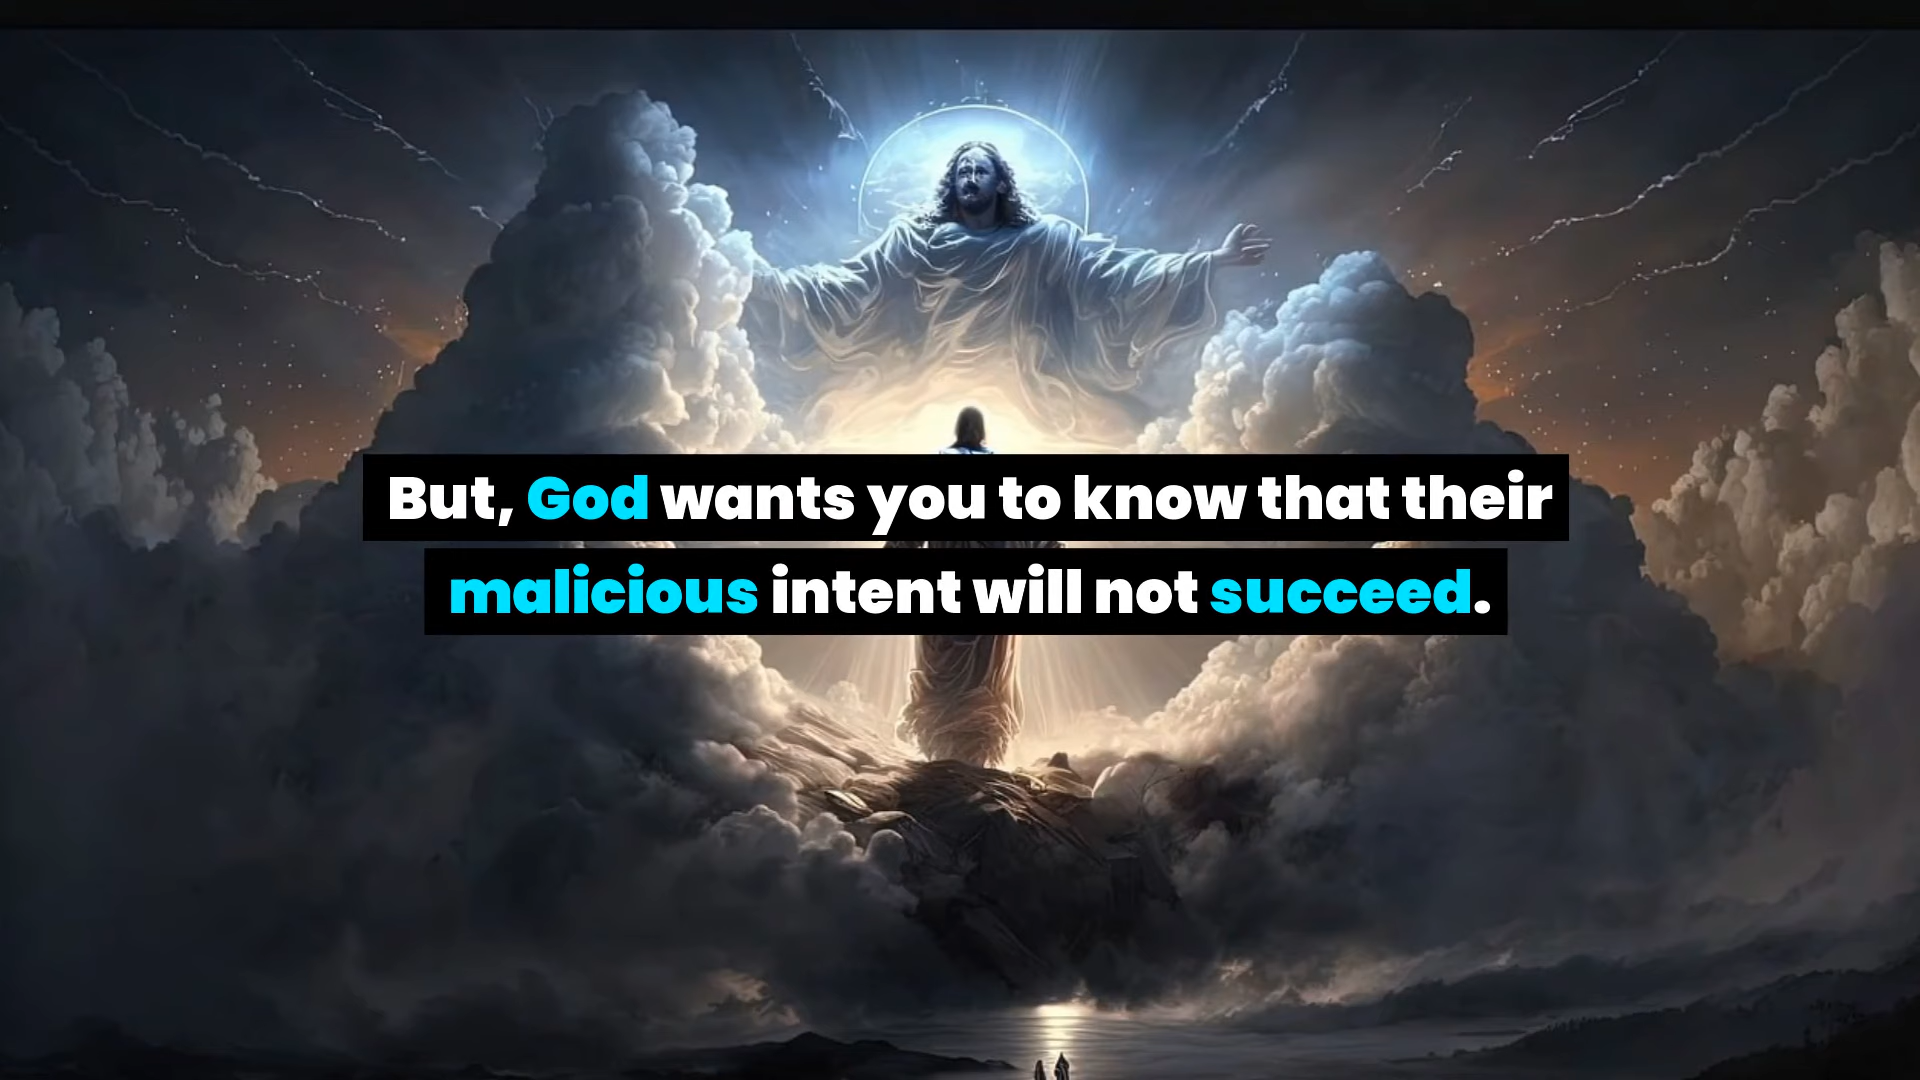 But, God wants you to know that their
malicious intent will not succeed.